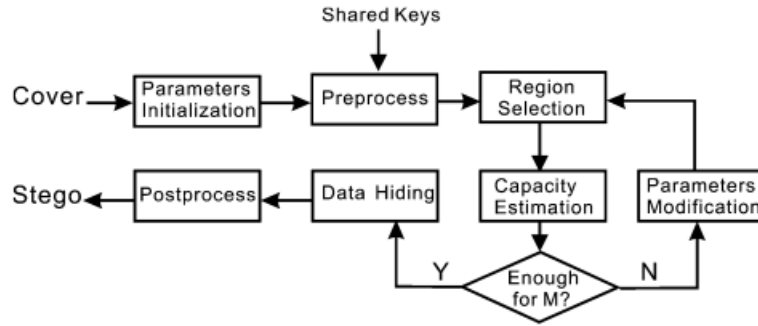 Shared Keys
Cover
Parameters
Initialization
Preprocess
Region
Selection
Stego
Postprocess
Data Hiding
Capacity
Estimation
Parameters
Modification
Y
Enough
for M?
N